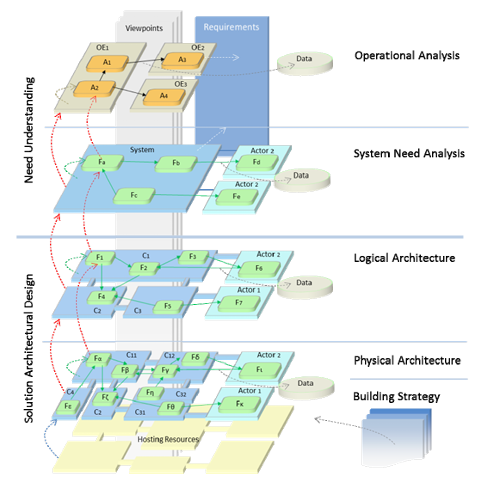 Viewpoints
Requirements
OE1
OE2
A1
A3
Operational Analysis
Data
A2
OE3
A4
Need Understanding
System
Actor 2
System Need Analysis
Fa
Fb
Fd
Data
Actor 2
Fc
Fe
C1
Actor 2
Logical Architecture
F1
F3
F2
F6
Data
F4
Actor 1
F5
F7
C2
C3
Solution Architectural Design
C11
C12
Fδ
Actor 2
Physical Architecture
Fα
Fβ
Fγ
F1
Data
C4
Fζ
Fη
C32
Actor 1
Building Strategy
Fε
C2
C31
Fθ
Fκ
Hosting Resources